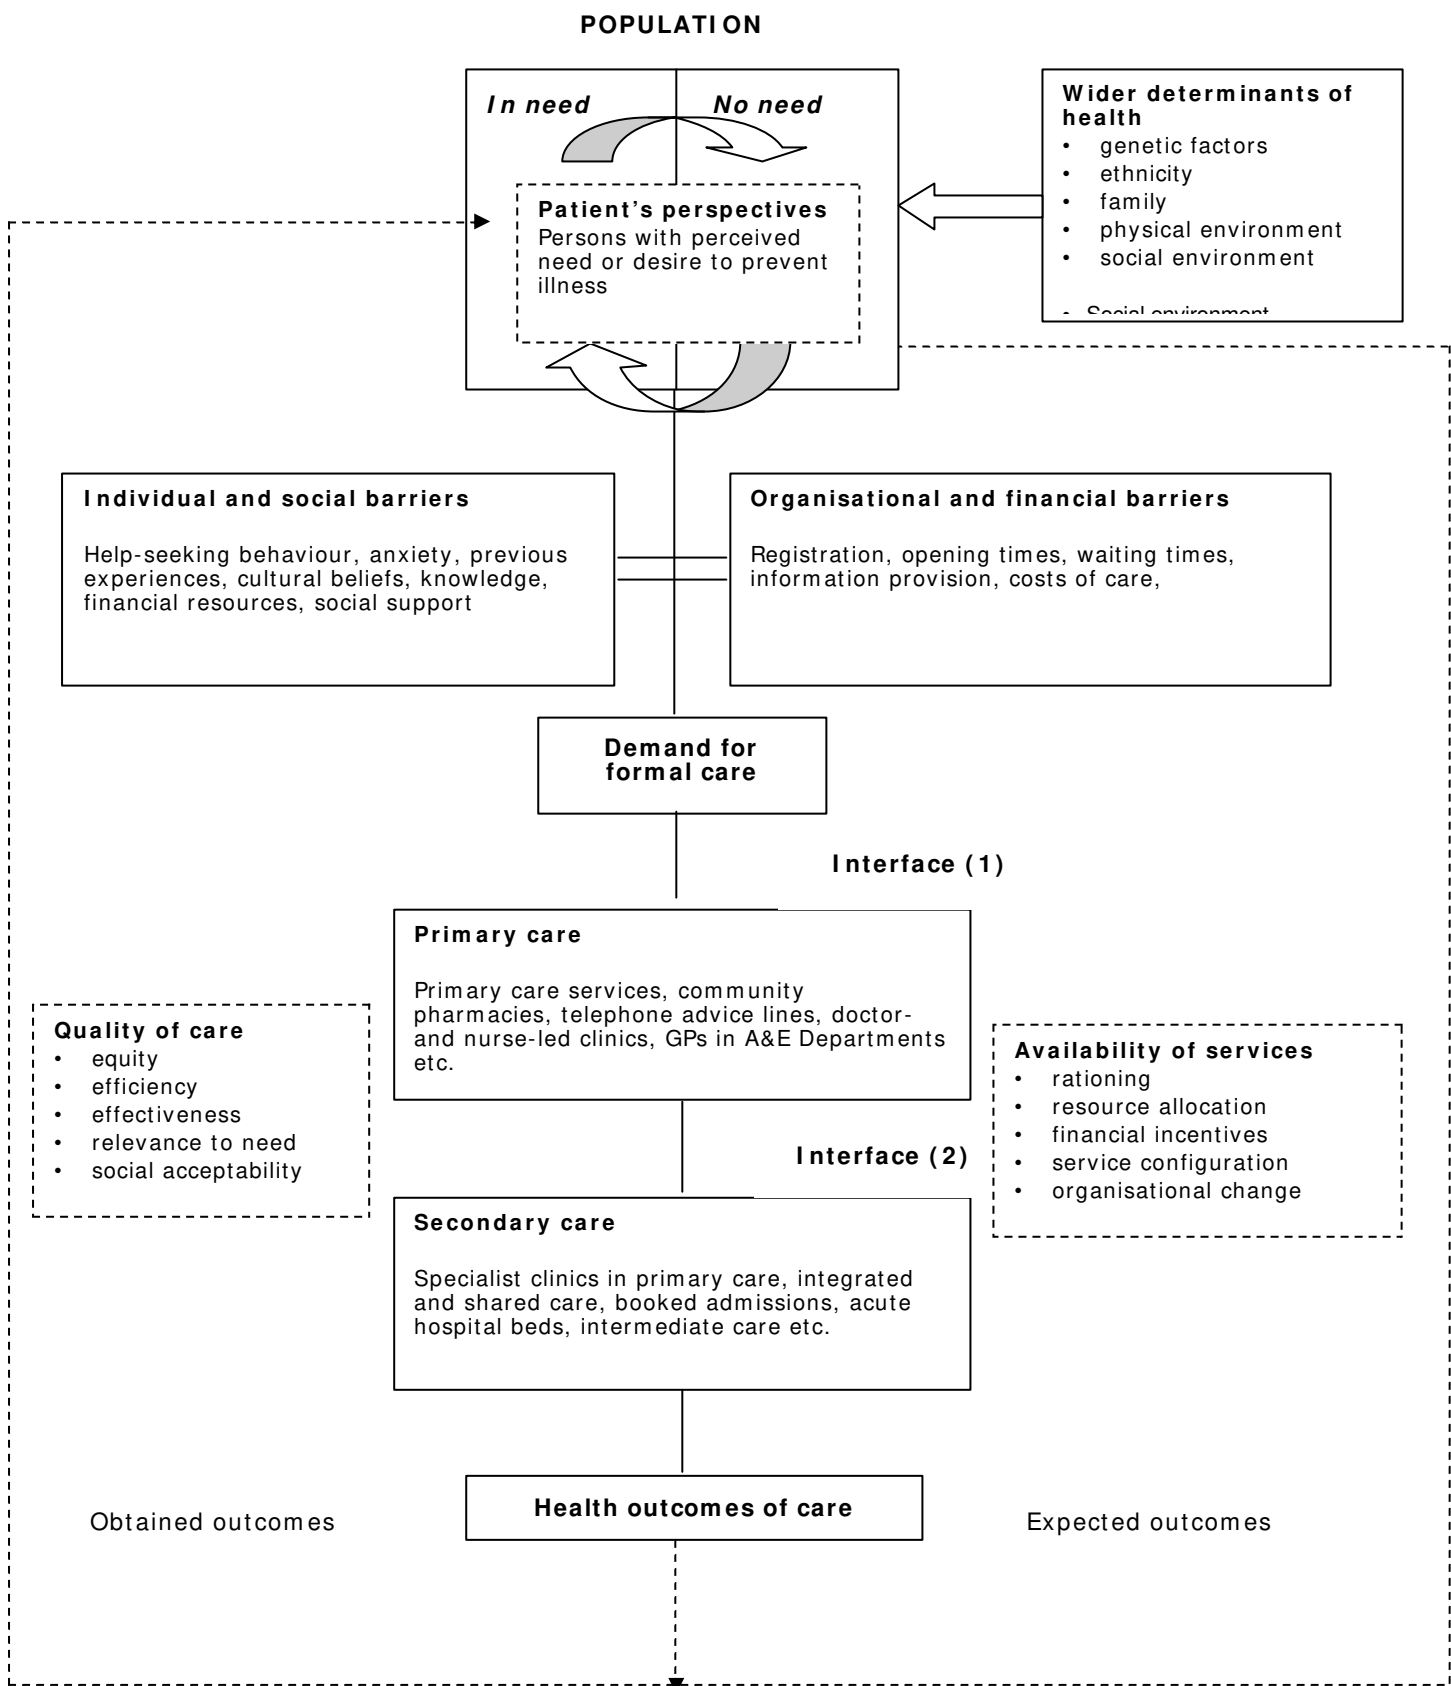 POPULATION
In need
No need
Patient's perspectives
Persons with perceived
need or desire to prevent
illness
Wider determinants of
health
• genetic factors
• ethnicity
• family
• physical environment
• social environment
• Social environment
Individual and social barriers
Help-seeking behaviour, anxiety, previous
experiences, cultural beliefs, knowledge,
financial resources, social support
Organisational and financial barriers
Registration, opening times, waiting times,
information provision, costs of care,
Demand for
formal care
Interface (1)
Primary care
Primary care services, community
pharmacies, telephone advice lines, doctor-
and nurse-led clinics, GPs in A&E Departments
etc.
Quality of care
• equity
• efficiency
• effectiveness
• relevance to need
• social acceptability
Availability of services
• rationing
• resource allocation
• financial incentives
• service configuration
• organisational change
Interface (2)
Secondary care
Specialist clinics in primary care, integrated
and shared care, booked admissions, acute
hospital beds, intermediate care etc.
Health outcomes of care
Obtained outcomes
Expected outcomes